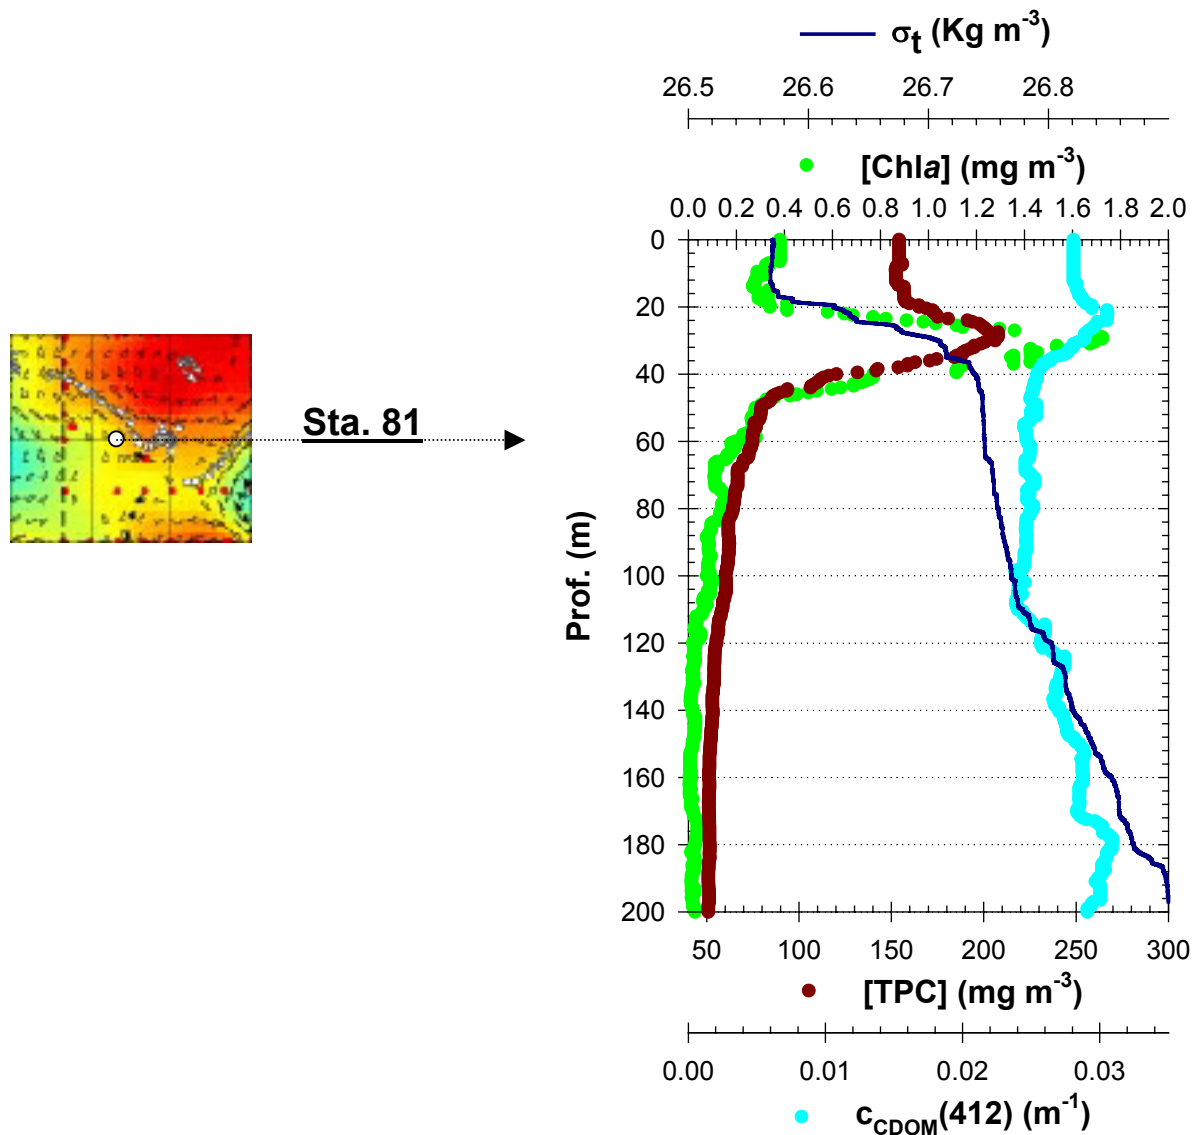 σt (Kg m-3)
26.5 26.6 26.7 26.8
[Chla] (mg m-3)
0.0 0.2 0.4 0.6 0.8 1.0 1.2 1.4 1.6 1.8 2.0
0
20
40
60
80
100
120
140
160
180
200
Prof. (m)
Sta. 81
50 100 150 200 250 300
[TPC] (mg m-3)
0.00 0.01 0.02 0.03
cCDOM(412) (m-1)